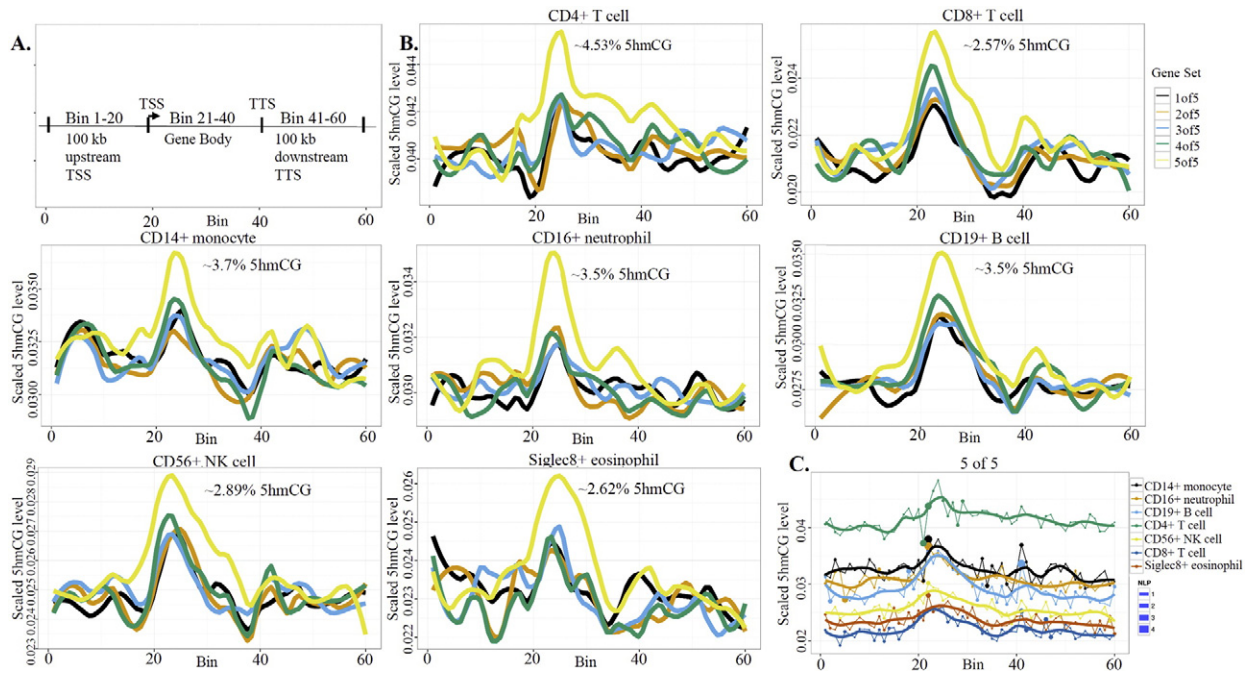 A.
TSS
TTS
Bin 1-20
Bin 21-40
Bin 41-60
100 kb
upstream
TSS
Gene Body
100 kb
downstream
TTS
0
20
40
60
B.
CD4+ T cell
~4.53% 5hmCG
Scaled 5hmCG level
0.044
0.042
0.040
0
20
40
60
Bin
CD8+ T cell
~2.57% 5hmCG
Scaled 5hmCG level
0.024
0.022
0.020
0
20
40
60
Bin
Gene Set
1of5
2of5
3of5
4of5
5of5
CD14+ monocyte
~3.7% 5hmCG
Scaled 5hmCG level
0.0350
0.0325
0.0300
0
20
40
60
Bin
CD16+ neutrophil
~3.5% 5hmCG
Scaled 5hmCG level
0.034
0.032
0.030
0
20
40
60
Bin
CD19+ B cell
~3.5% 5hmCG
Scaled 5hmCG level
0.0350
0.0325
0.0300
0.0275
0
20
40
60
Bin
CD56+ NK cell
~2.89% 5hmCG
Scaled 5hmCG level
0.029
0.028
0.027
0.026
0.025
0.024
0.023
0
20
40
60
Bin
Siglec8+ eosinophil
~2.62% 5hmCG
Scaled 5hmCG level
0.026
0.025
0.024
0.023
0.022
0
20
40
60
Bin
C.
5 of 5
Scaled 5hmCG level
0.04
0.03
0.02
0
20
40
60
Bin
CD14+ monocyte
CD16+ neutrophil
CD19+ B cell
CD4+ T cell
CD56+ NK cell
CD8+ T cell
Siglec8+ eosinophil
NLP
1
2
3
4